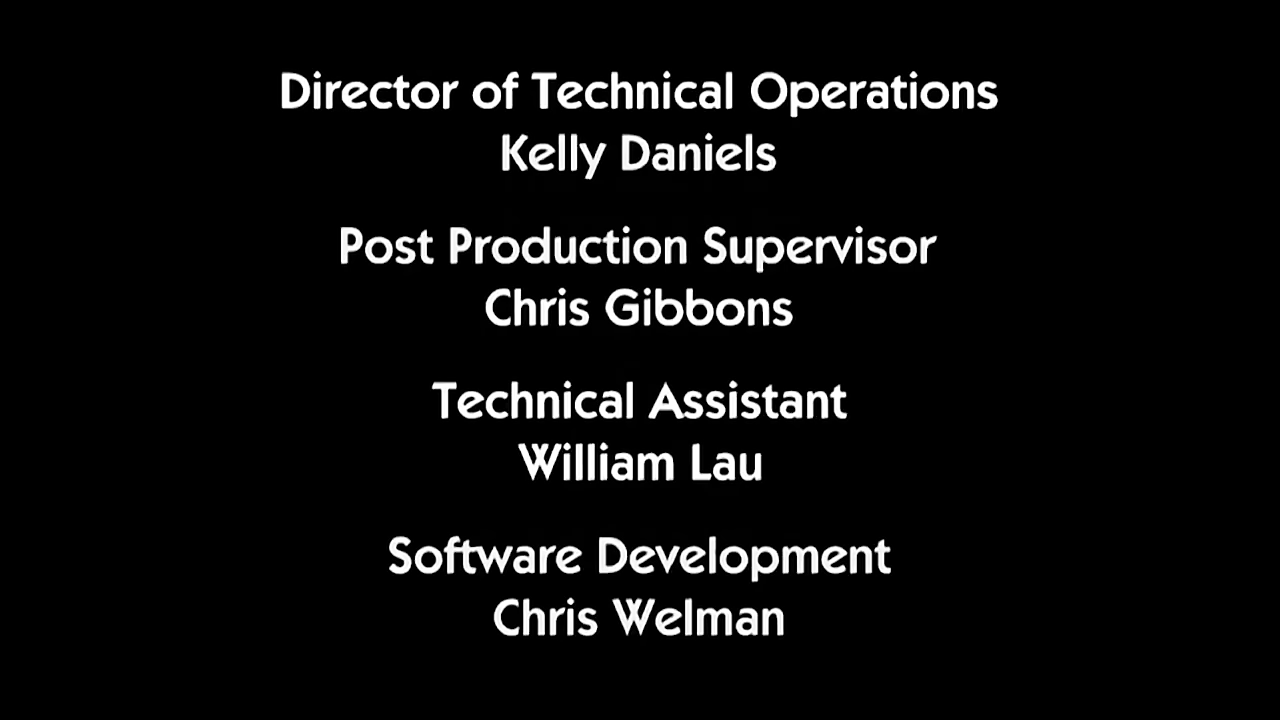 Director of Technical Operations
Kelly Daniels
Post Production Supervisor
Chris Gibbons
Technical Assistant
William Lau
Software Development
Chris Welman